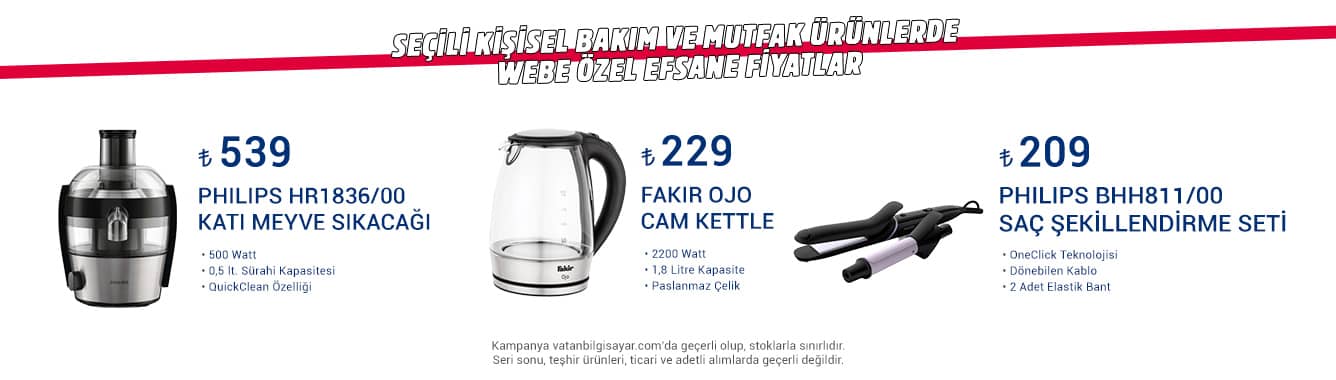 SEÇİLİ KİŞİSEL BAKIM VE MUTFAK ÜRÜNLERDE
WEBE ÖZEL EFSANE FİYATLAR
₺ 539
PHILIPS HR1836/00
KATI MEYVE SIKACAĞI
• 500 Watt
• 0,5 lt. Sürahi Kapasitesi
• QuickClean Özelliği
PHILIPS
₺ 229
FAKIR OJO
CAM KETTLE
• 2200 Watt
• 1,8 Litre Kapasite
• Paslanmaz Çelik
fakir
Ojo
₺ 209
PHILIPS BHH811/00
SAÇ ŞEKİLLENDİRME SETİ
• OneClick Teknolojisi
• Dönebilen Kablo
• 2 Adet Elastik Bant
Kampanya vatanbilgisayar.com'da geçerli olup, stoklarla sınırlıdır.
Seri sonu, teşhir ürünleri, ticari ve adetli alımlarda geçerli değildir.